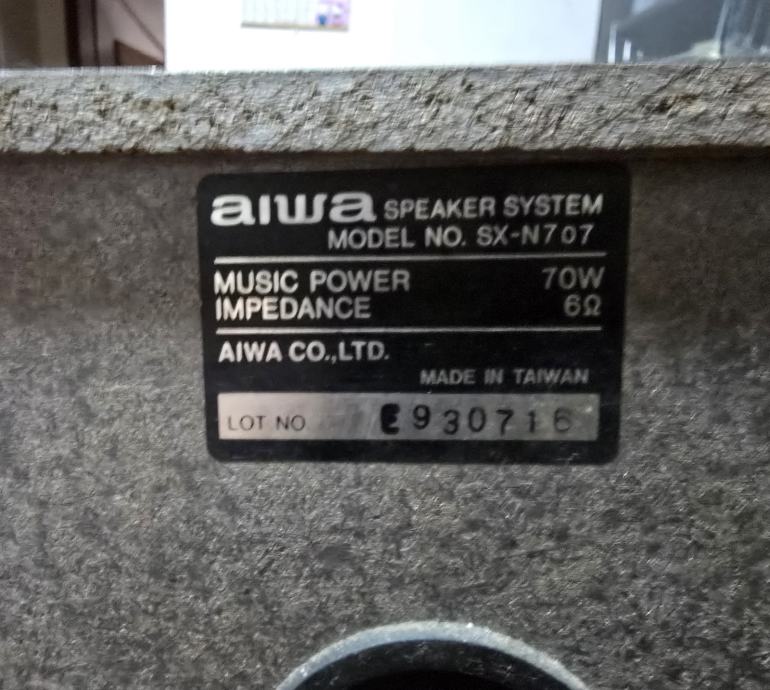 aiwa SPEAKER SYSTEM
MODEL NO. SX-N707
MUSIC POWER 70W
IMPEDANCE 6Ω
AIWA CO.,LTD.
MADE IN TAIWAN
LOT NO E930716